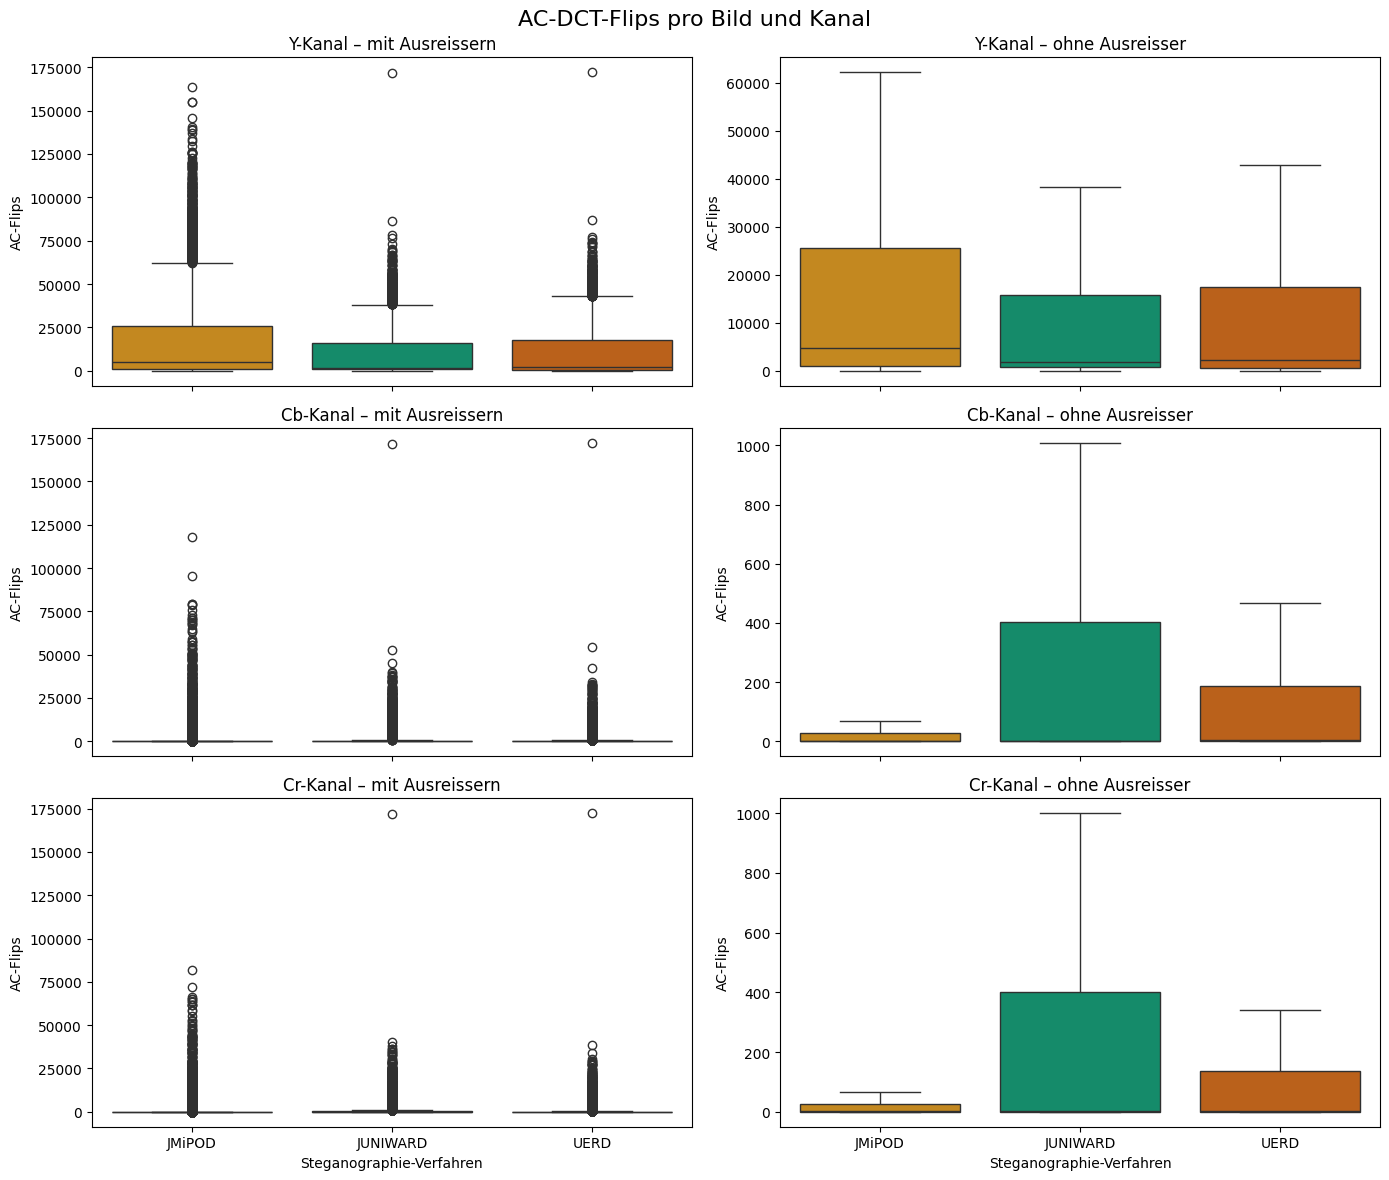 AC-DCT-Flips pro Bild und Kanal
Y-Kanal – mit Ausreissern
175000
150000
125000
100000
75000
50000
25000
0
AC-Flips
Y-Kanal – ohne Ausreisser
60000
50000
40000
30000
20000
10000
0
AC-Flips
Cb-Kanal – mit Ausreissern
175000
150000
125000
100000
75000
50000
25000
0
AC-Flips
Cb-Kanal – ohne Ausreisser
1000
800
600
400
200
0
AC-Flips
Cr-Kanal – mit Ausreissern
175000
150000
125000
100000
75000
50000
25000
0
AC-Flips
JMiPOD JUNIWARD UERD
Steganographie-Verfahren
Cr-Kanal – ohne Ausreisser
1000
800
600
400
200
0
AC-Flips
JMiPOD JUNIWARD UERD
Steganographie-Verfahren